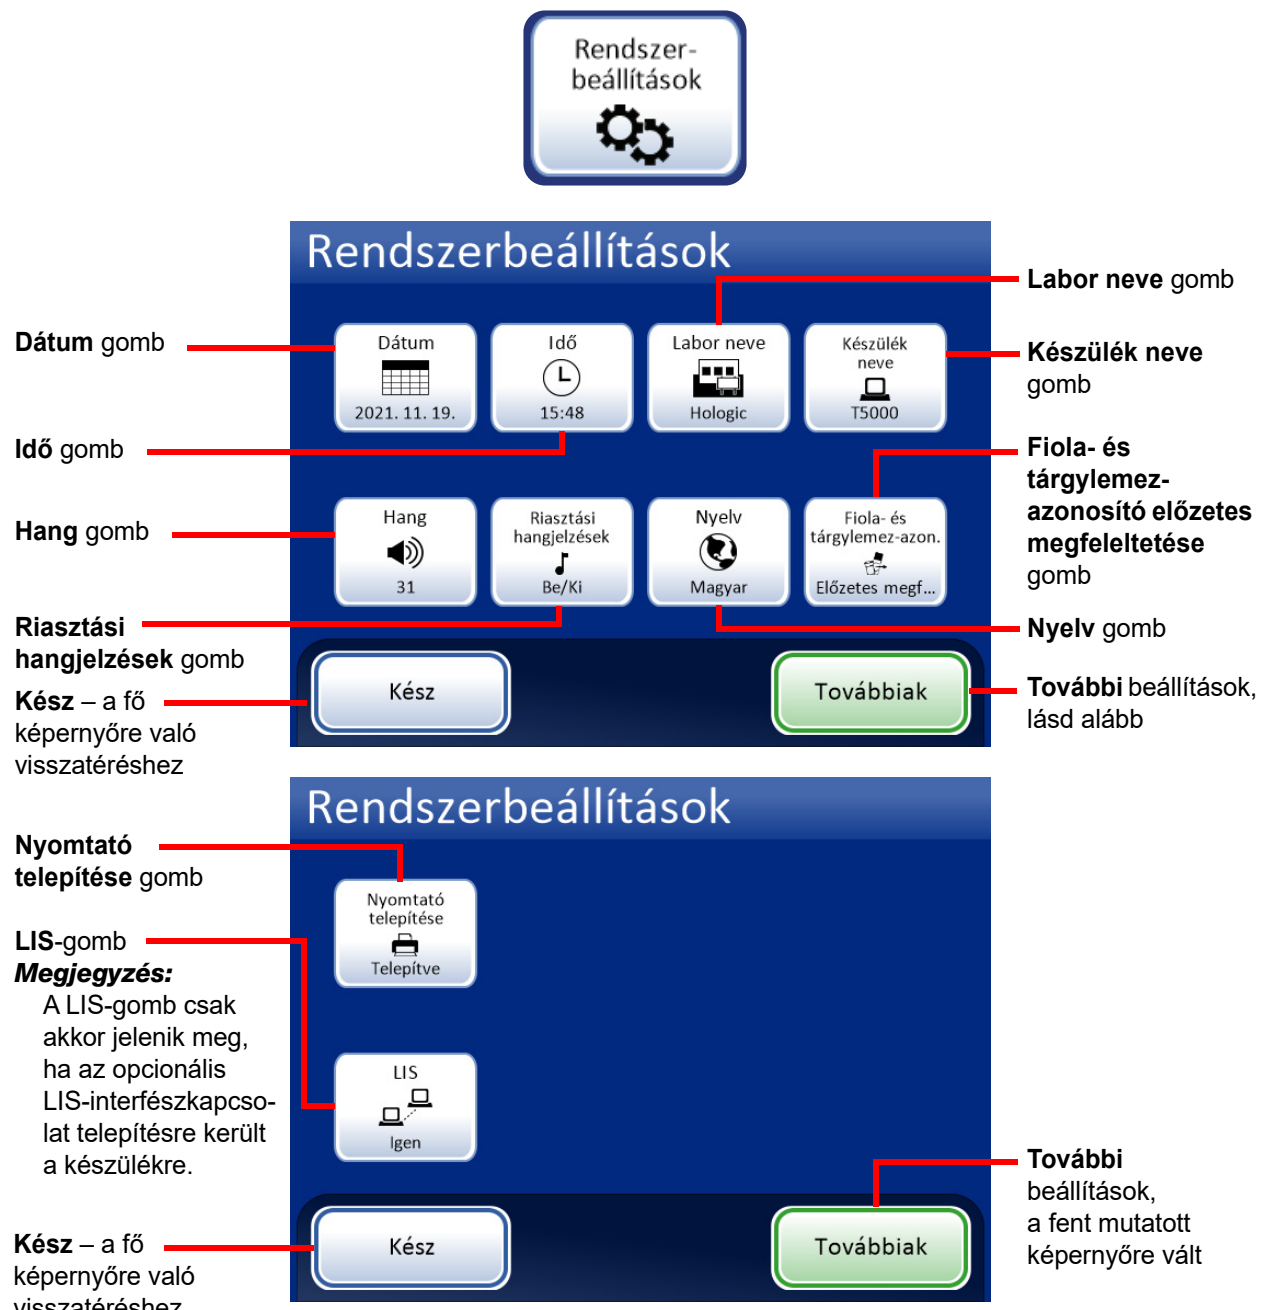 Rendszer-
beállítások
Rendszerbeállítások
Labor neve gomb
Dátum gomb
Dátum
2021. 11. 19.
Idő
15:48
Labor neve
Hologic
Készülék
neve
T5000
Készülék neve
gomb
Idő gomb
Fiola- és
tárgylemez-
azonosító előzetes
megfeleltetése
gomb
Hang gomb
Hang
31
Riasztási
hangjelzések
Be/Ki
Nyelv
Magyar
Fiola- és
tárgylemez-azon.
Előzetes megf...
Riasztási
hangjelzések gomb
Nyelv gomb
Kész – a fő
képernyőre való
visszatéréshez
Kész
Továbbiak
További beállítások,
lásd alább
Rendszerbeállítások
Nyomtató
telepítése gomb
Nyomtató
telepítése
Telepítve
LIS-gomb
Megjegyzés:
A LIS-gomb csak
akkor jelenik meg,
ha az opcionális
LIS-interfészkapcso-
lat telepítésre került
a készülékre.
LIS
Igen
További
beállítások,
a fent mutatott
képernyőre vált
Kész – a fő
képernyőre való
visszatéréshez
Kész
Továbbiak